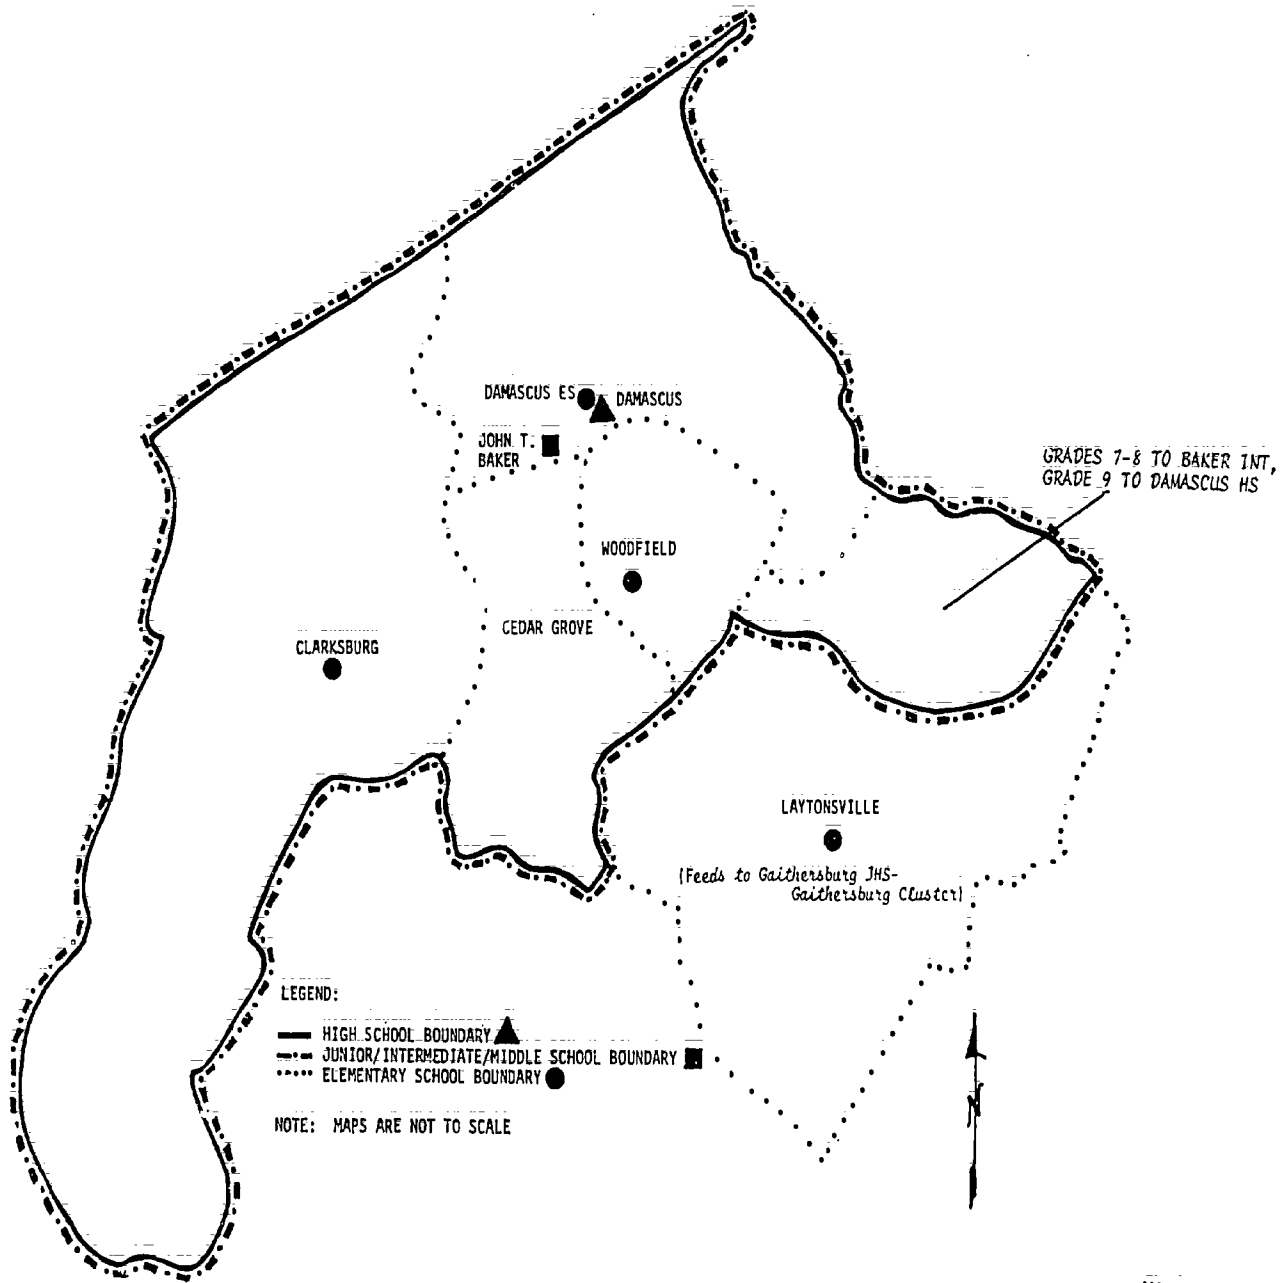 DAMASCUS ES
DAMASCUS
JOHN T.
BAKER
GRADES 7-8 TO BAKER INT,
GRADE 9 TO DAMASCUS HS
WOODFIELD
CEDAR GROVE
CLARKSBURG
LAYTONSVILLE
(Feeds to Gaithersburg JHS-
Gaithersburg Cluster)
LEGEND:
HIGH SCHOOL BOUNDARY
JUNIOR/INTERMEDIATE/MIDDLE SCHOOL BOUNDARY
ELEMENTARY SCHOOL BOUNDARY
NOTE: MAPS ARE NOT TO SCALE
N